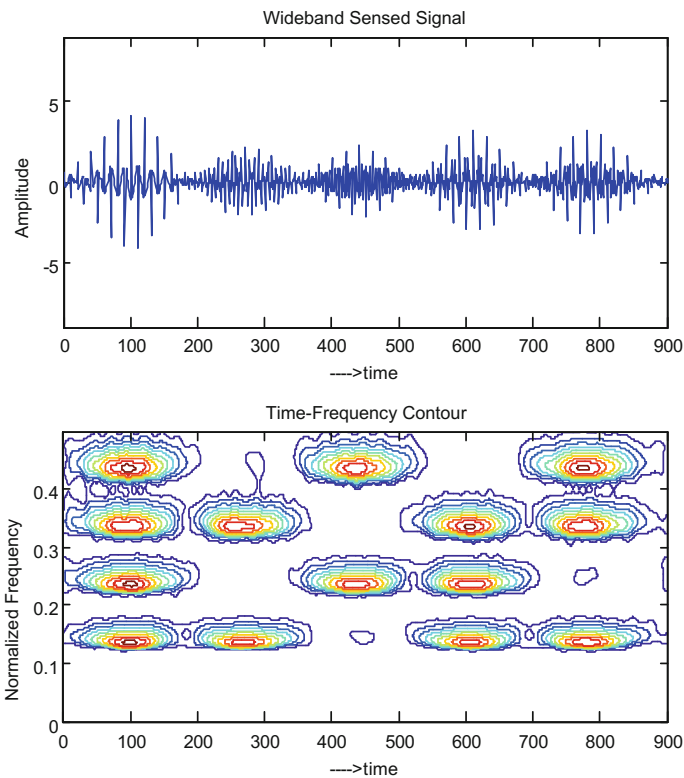 Wideband Sensed Signal
Amplitude
5
0
-5
0 100 200 300 400 500 600 700 800 900
---->time
Time-Frequency Contour
Normalized Frequency
0.4
0.3
0.2
0.1
0
0 100 200 300 400 500 600 700 800 900
---->time